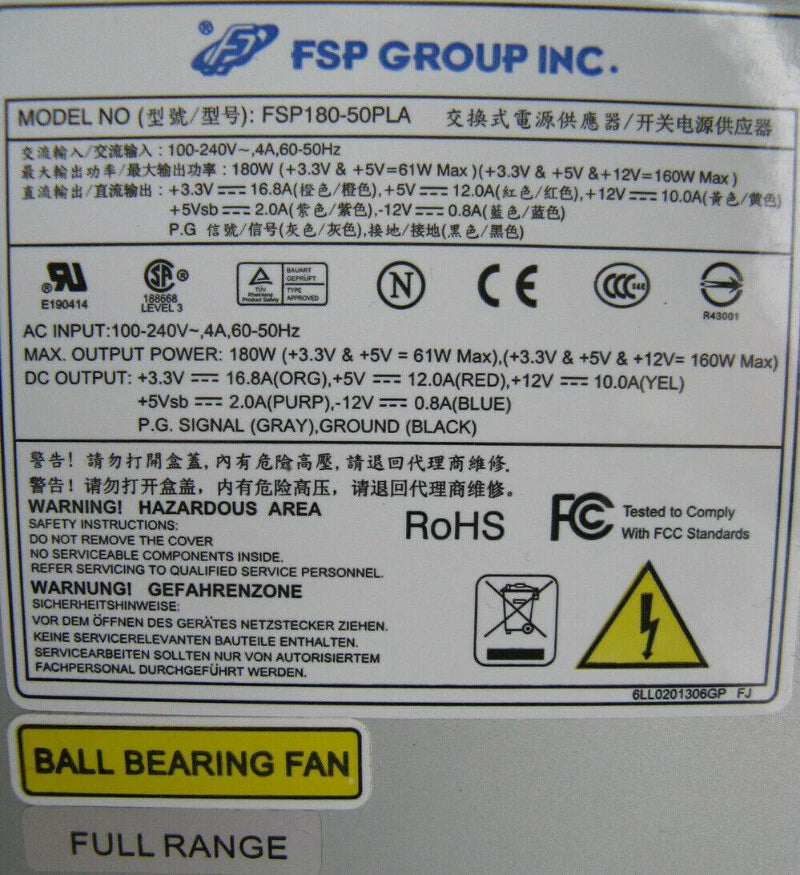 ® FSP GROUP INC.
MODEL NO (型號/型号): FSP180-50PLA 交換式電源供應器/开关电源供应器
交流輸入/交流输入 : 100-240V~,4A,60-50Hz
最大輸出功率/最大输出功率 : 180W (+3.3V & +5V=61W Max )(+3.3V & +5V &+12V=160W Max )
直流輸出/直流输出 : +3.3V ⎓ 16.8A(橙色/橙色),+5V ⎓ 12.0A(紅色/红色),+12V ⎓ 10.0A(黃色/黄色)
+5Vsb ⎓ 2.0A(紫色/紫色),-12V ⎓ 0.8A(藍色/蓝色)
P.G 信號/信号(灰色/灰色),接地/接地(黑色/黑色)
® RU
E190414
SA ®
188668
LEVEL 3
TÜV
Rheinland
Product Safety
BAUART
GEPRÜFT
TYPE
APPROVED
N
CE
CCC S&E
R43001
AC INPUT:100-240V~,4A,60-50Hz
MAX. OUTPUT POWER: 180W (+3.3V & +5V = 61W Max),(+3.3V & +5V & +12V= 160W Max)
DC OUTPUT: +3.3V ⎓ 16.8A(ORG),+5V ⎓ 12.0A(RED),+12V ⎓ 10.0A(YEL)
+5Vsb ⎓ 2.0A(PURP),-12V ⎓ 0.8A(BLUE)
P.G. SIGNAL (GRAY),GROUND (BLACK)
警告! 請勿打開盒蓋,內有危險高壓,請退回代理商維修.
警告! 请勿打开盒盖，内有危险高压，请退回代理商维修。
WARNING! HAZARDOUS AREA
SAFETY INSTRUCTIONS:
DO NOT REMOVE THE COVER
NO SERVICEABLE COMPONENTS INSIDE.
REFER SERVICING TO QUALIFIED SERVICE PERSONNEL.
RoHS
FCC Tested to Comply
With FCC Standards
WARNUNG! GEFAHRENZONE
SICHERHEITSHINWEISE:
VOR DEM ÖFFNEN DES GERÄTES NETZSTECKER ZIEHEN.
KEINE SERVICERELEVANTEN BAUTEILE ENTHALTEN.
SERVICEARBEITEN SOLLTEN NUR VON AUTORISIERTEM
FACHPERSONAL DURCHGEFÜHRT WERDEN.
6LL0201306GP FJ
BALL BEARING FAN
FULL RANGE